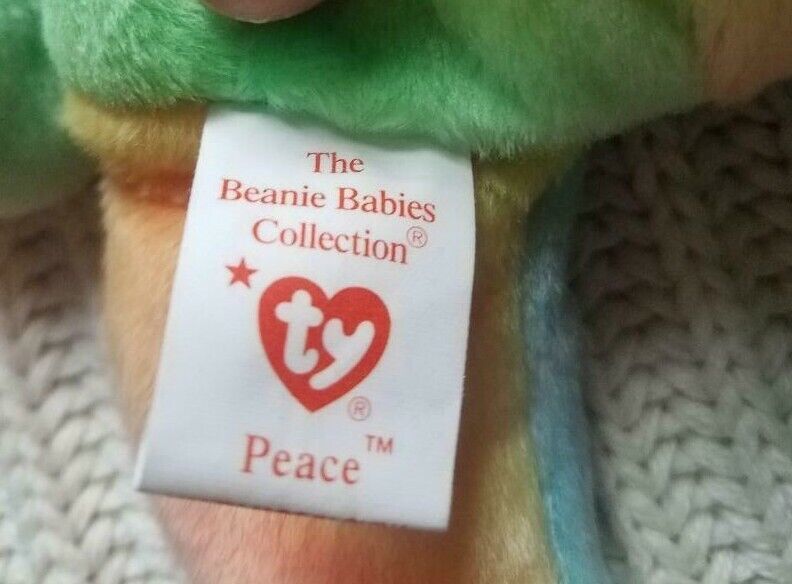 The
Beanie Babies
Collection®
ty
®
Peace™